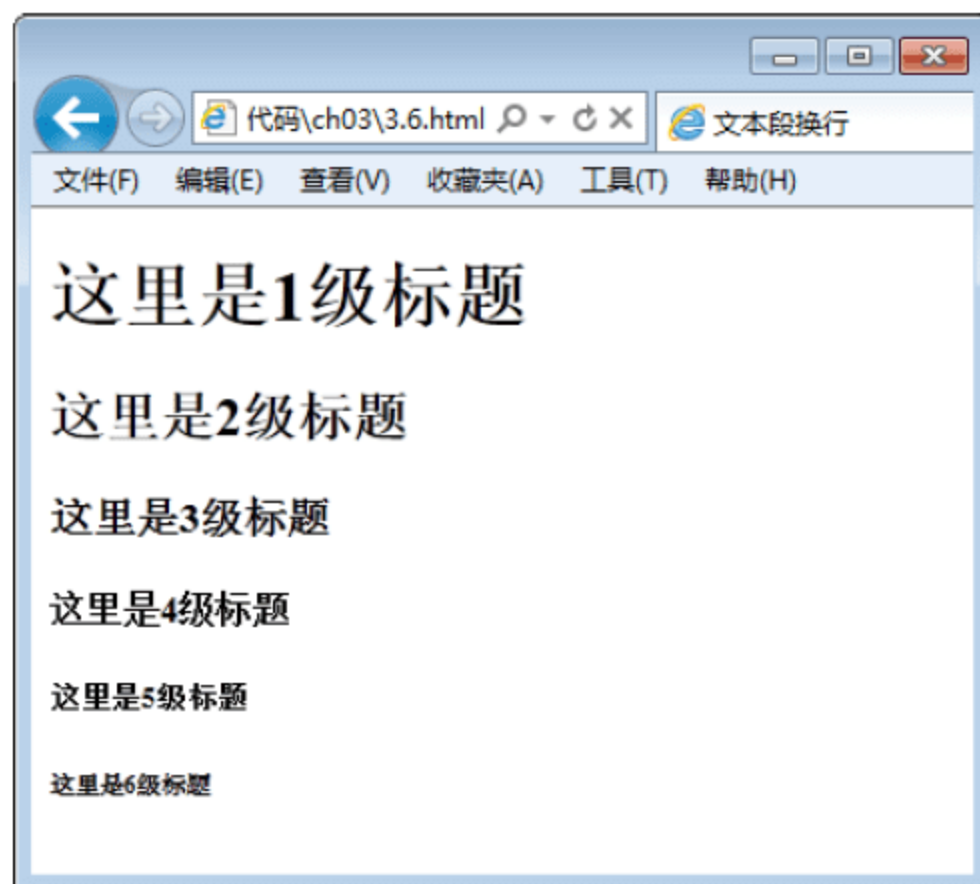 代码\ch03\3.6.html
文本段换行
文件(F) 编辑(E) 查看(V) 收藏夹(A) 工具(T) 帮助(H)
这里是1级标题
这里是2级标题
这里是3级标题
这里是4级标题
这里是5级标题
这里是6级标题